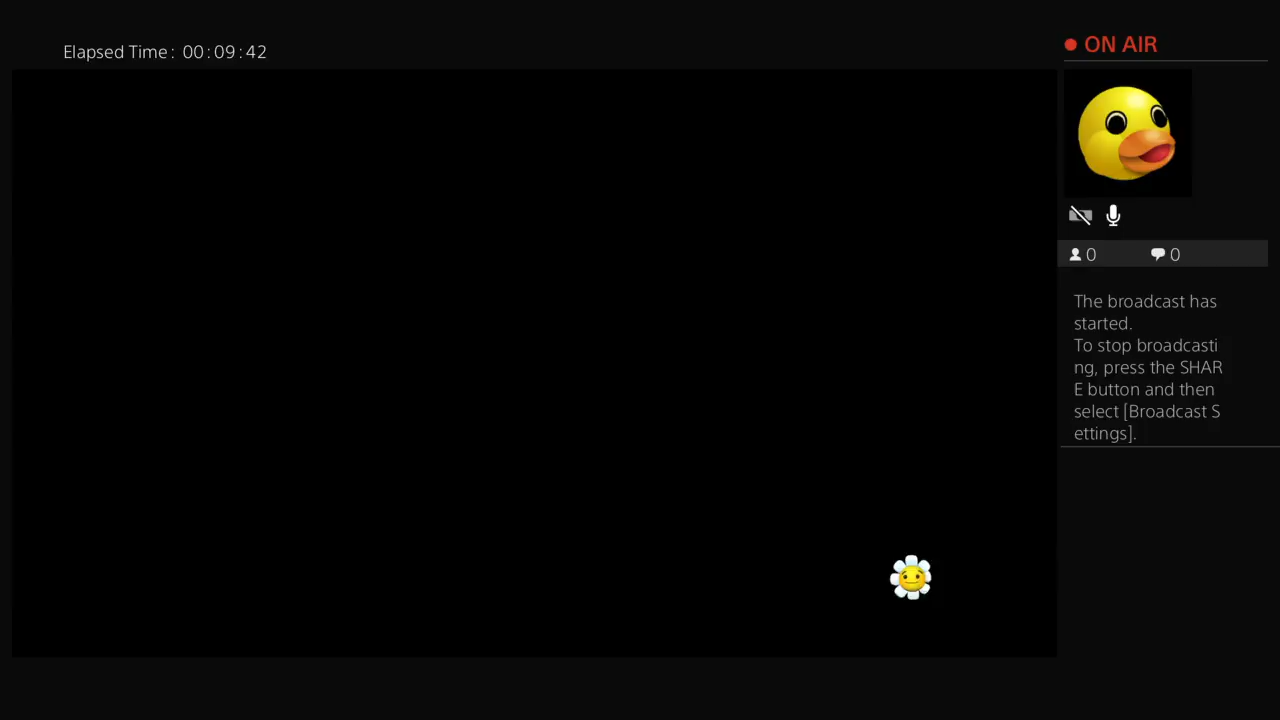 Elapsed Time: 00:09:42
ON AIR
0 0
The broadcast has
started.
To stop broadcasti
ng, press the SHAR
E button and then
select [Broadcast S
ettings].